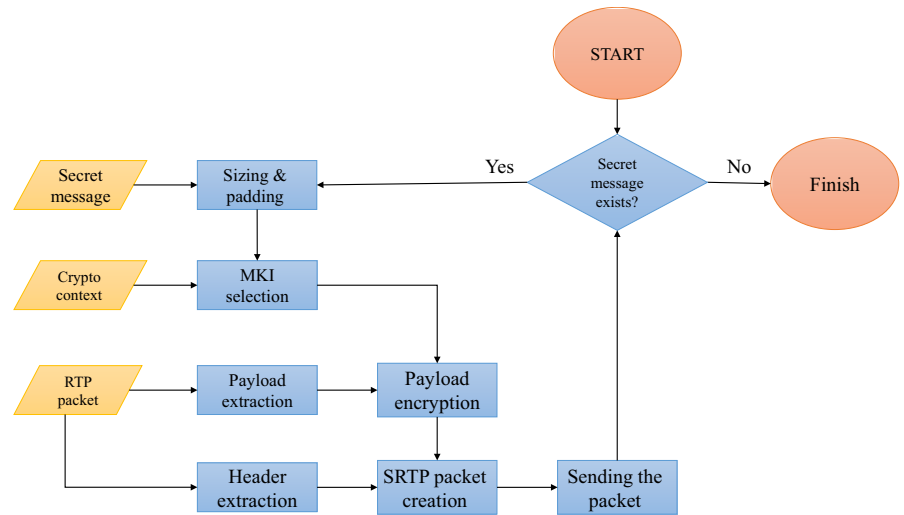 START
Secret
message
exists?
Yes
No
Finish
Secret
message
Sizing &
padding
Crypto
context
MKI
selection
RTP
packet
Payload
extraction
Payload
encryption
Header
extraction
SRTP packet
creation
Sending the
packet